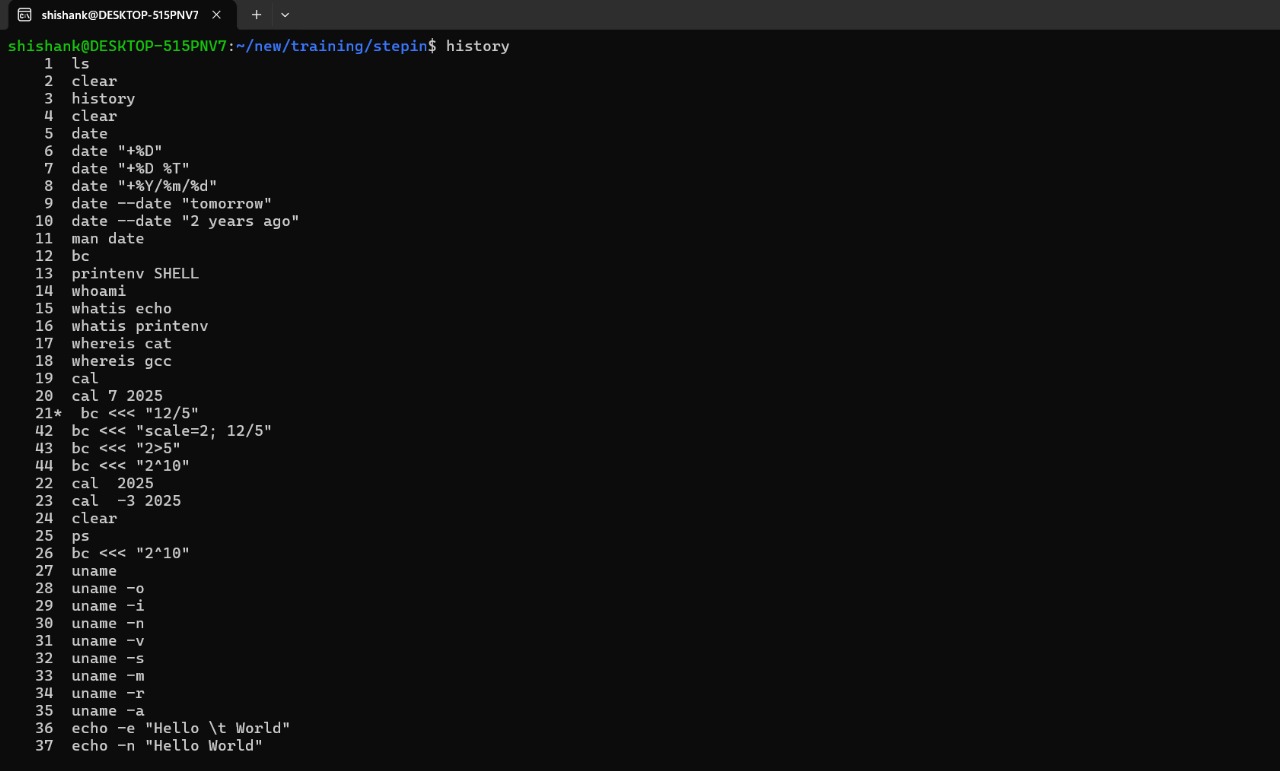 shishank@DESKTOP-515PNV7
shishank@DESKTOP-515PNV7:~/new/training/stepin$ history
    1  ls
    2  clear
    3  history
    4  clear
    5  date
    6  date "+%D"
    7  date "+%D %T"
    8  date "+%Y/%m/%d"
    9  date --date "tomorrow"
   10  date --date "2 years ago"
   11  man date
   12  bc
   13  printenv SHELL
   14  whoami
   15  whatis echo
   16  whatis printenv
   17  whereis cat
   18  whereis gcc
   19  cal
   20  cal 7 2025
   21*  bc <<< "12/5"
   42  bc <<< "scale=2; 12/5"
   43  bc <<< "2>5"
   44  bc <<< "2^10"
   22  cal  2025
   23  cal  -3 2025
   24  clear
   25  ps
   26  bc <<< "2^10"
   27  uname
   28  uname -o
   29  uname -i
   30  uname -n
   31  uname -v
   32  uname -s
   33  uname -m
   34  uname -r
   35  uname -a
   36  echo -e "Hello \t World"
   37  echo -n "Hello World"